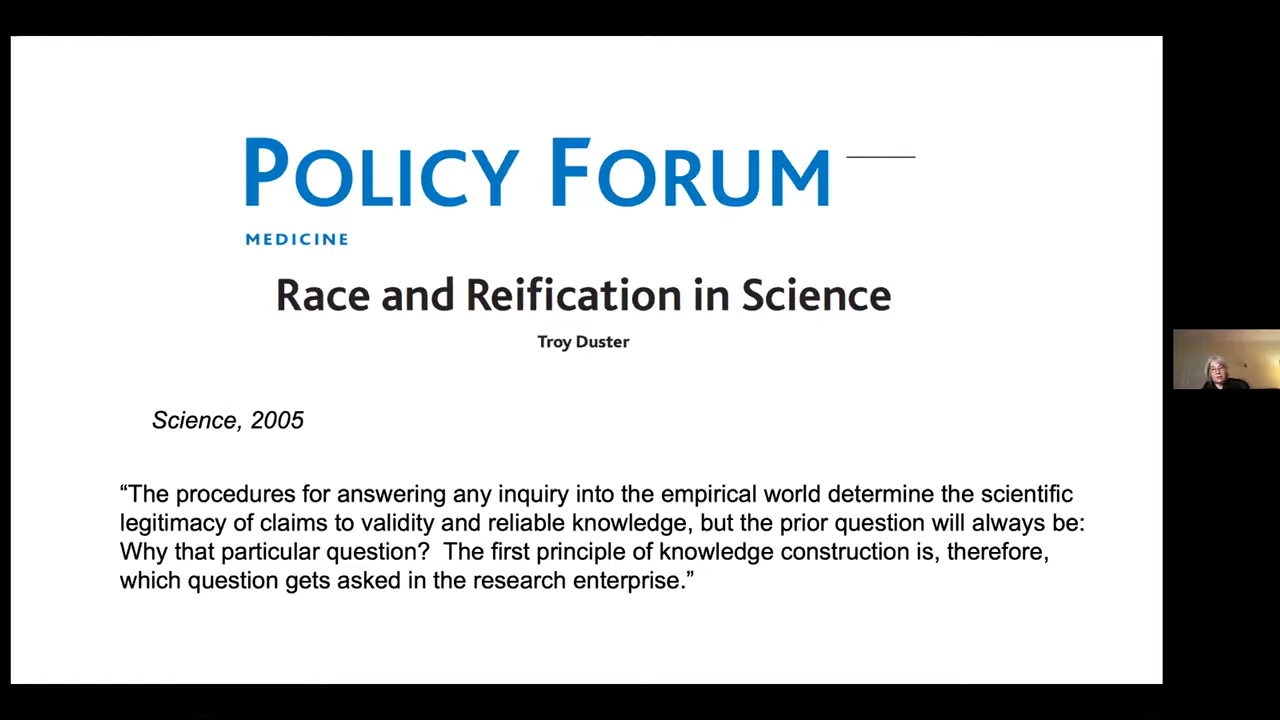 POLICY FORUM
MEDICINE
Race and Reification in Science
Troy Duster
Science, 2005
“The procedures for answering any inquiry into the empirical world determine the scientific
legitimacy of claims to validity and reliable knowledge, but the prior question will always be:
Why that particular question?  The first principle of knowledge construction is, therefore,
which question gets asked in the research enterprise.”